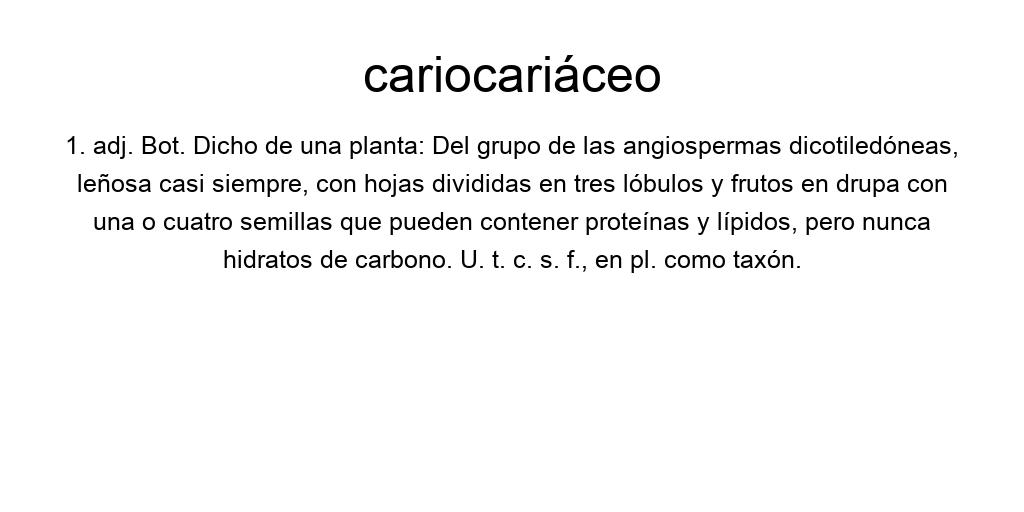 cariocariáceo
1. adj. Bot. Dicho de una planta: Del grupo de las angiospermas dicotiledóneas,
leñosa casi siempre, con hojas divididas en tres lóbulos y frutos en drupa con
una o cuatro semillas que pueden contener proteínas y lípidos, pero nunca
hidratos de carbono. U. t. c. s. f., en pl. como taxón.